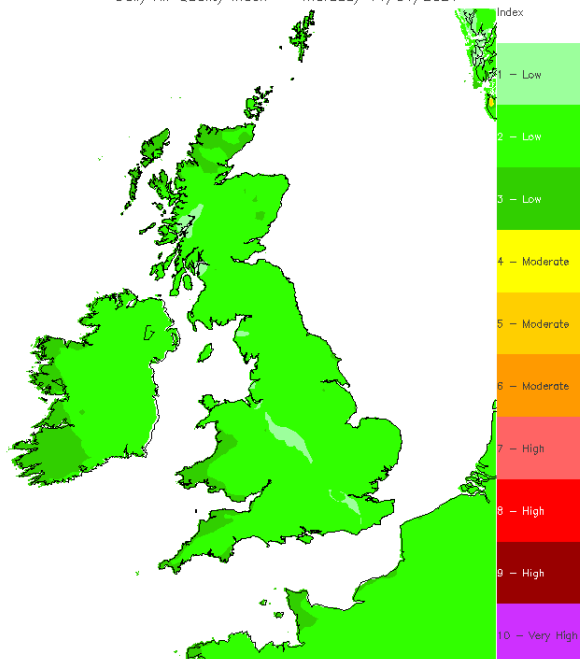 Index
1 - Low
2 - Low
3 - Low
4 - Moderate
5 - Moderate
6 - Moderate
7 - High
8 - High
9 - High
10 - Very High